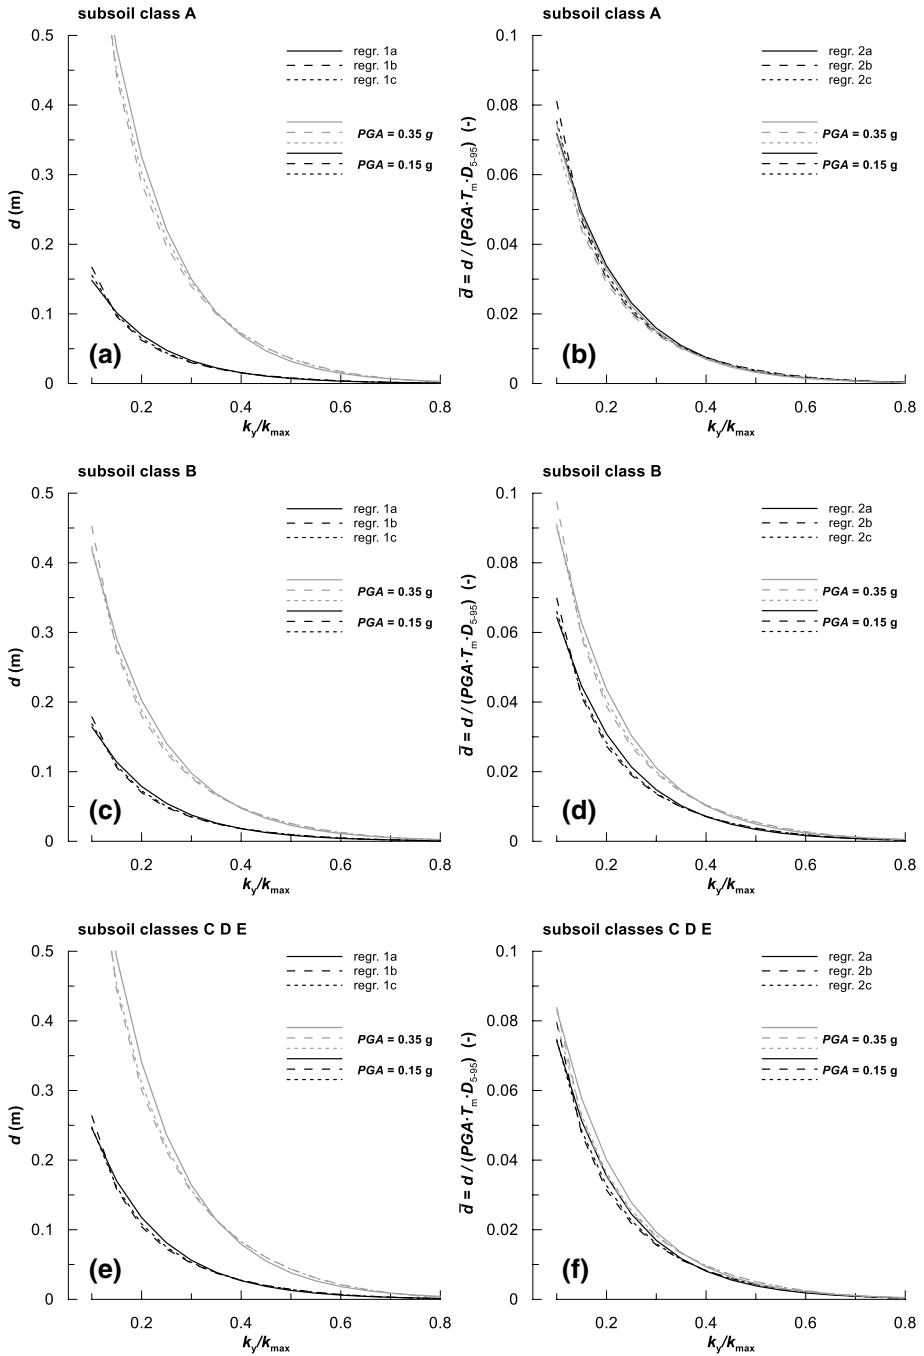 subsoil class A
0.5
0.4
0.3
0.2
0.1
0
d (m)
regr. 1a
regr. 1b
regr. 1c
PGA = 0.35 g
PGA = 0.15 g
(a)
0.2 0.4 0.6 0.8
ky/kmax
subsoil class A
0.1
0.08
0.06
0.04
0.02
0
d̅ = d / (PGA·Tm·D5-95) (-)
regr. 2a
regr. 2b
regr. 2c
PGA = 0.35 g
PGA = 0.15 g
(b)
0.2 0.4 0.6 0.8
ky/kmax
subsoil class B
0.5
0.4
0.3
0.2
0.1
0
d (m)
regr. 1a
regr. 1b
regr. 1c
PGA = 0.35 g
PGA = 0.15 g
(c)
0.2 0.4 0.6 0.8
ky/kmax
subsoil class B
0.1
0.08
0.06
0.04
0.02
0
d̅ = d / (PGA·Tm·D5-95) (-)
regr. 2a
regr. 2b
regr. 2c
PGA = 0.35 g
PGA = 0.15 g
(d)
0.2 0.4 0.6 0.8
ky/kmax
subsoil classes C D E
0.5
0.4
0.3
0.2
0.1
0
d (m)
regr. 1a
regr. 1b
regr. 1c
PGA = 0.35 g
PGA = 0.15 g
(e)
0.2 0.4 0.6 0.8
ky/kmax
subsoil classes C D E
0.1
0.08
0.06
0.04
0.02
0
d̅ = d / (PGA·Tm·D5-95) (-)
regr. 2a
regr. 2b
regr. 2c
PGA = 0.35 g
PGA = 0.15 g
(f)
0.2 0.4 0.6 0.8
ky/kmax